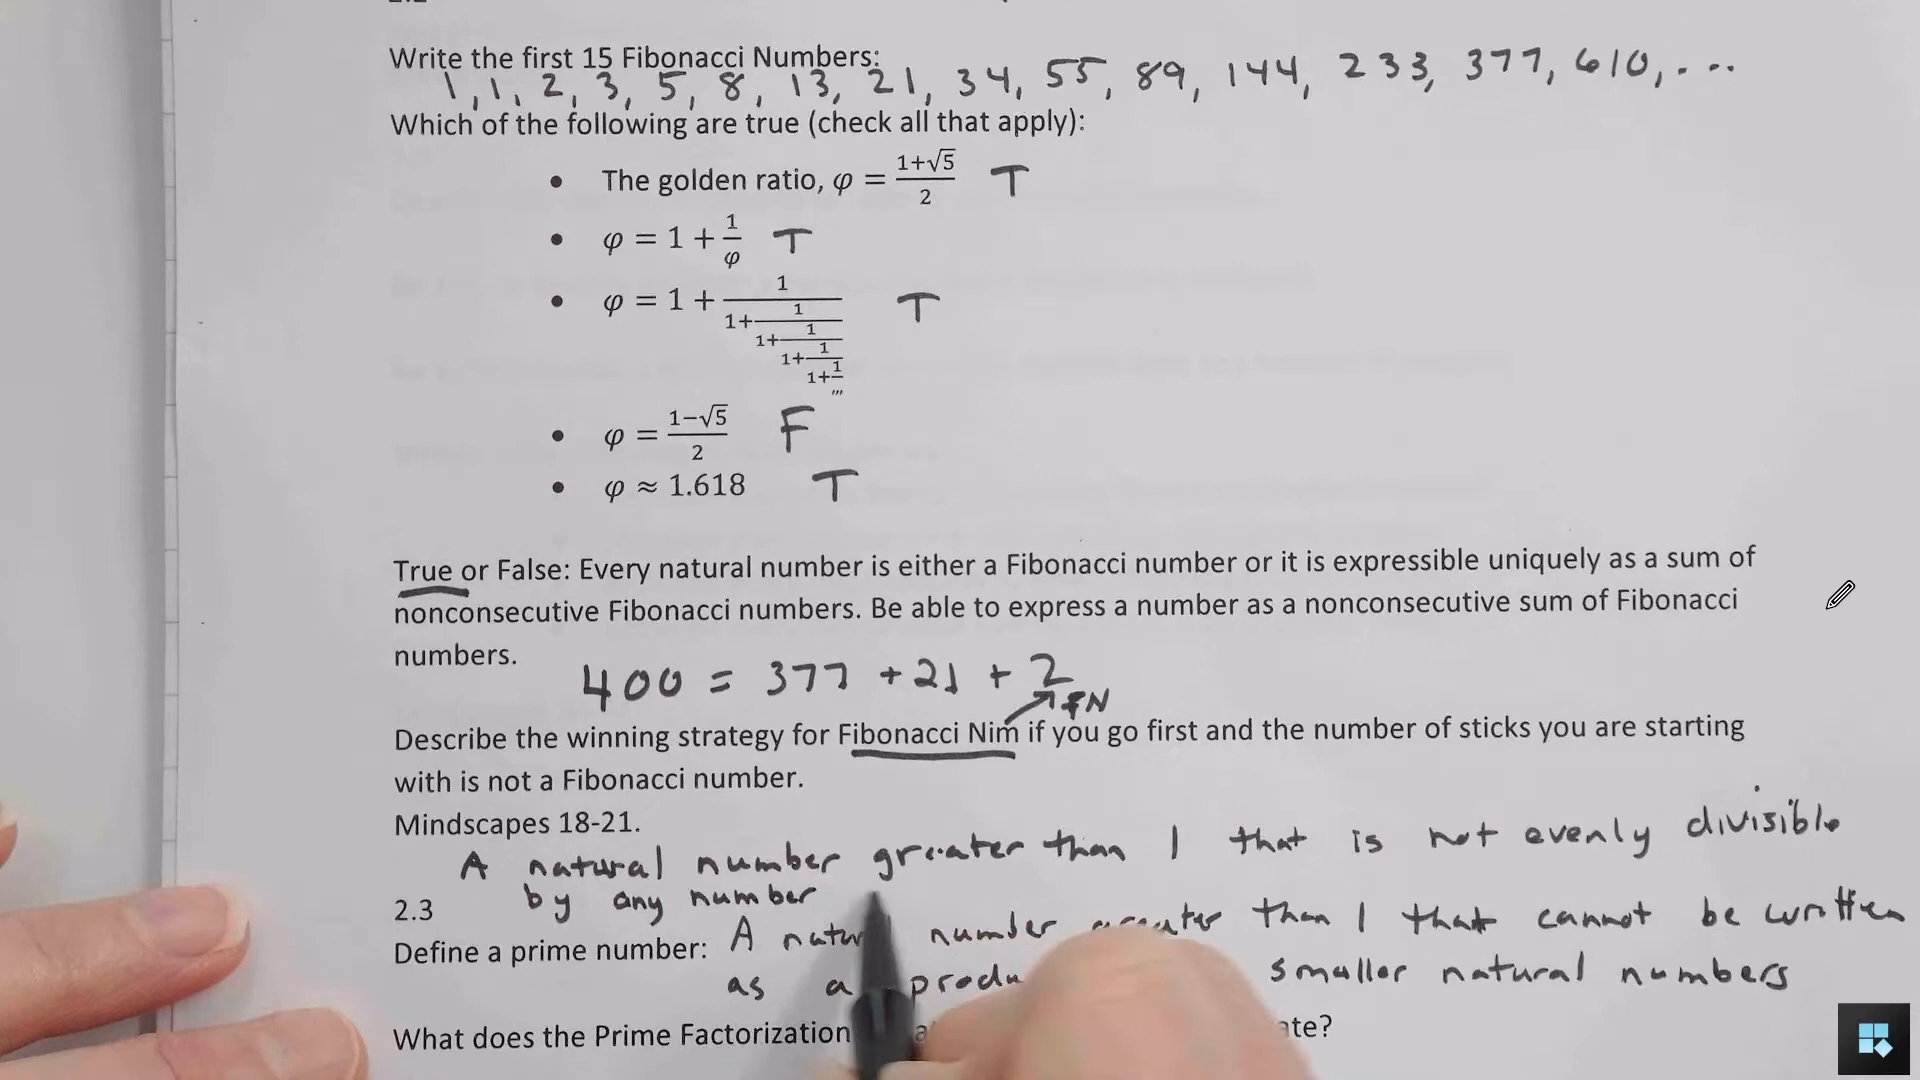 Write the first 15 Fibonacci Numbers:
1, 1, 2, 3, 5, 8, 13, 21, 34, 55, 89, 144, 233, 377, 610, ...
Which of the following are true (check all that apply):
• The golden ratio, φ = (1+√5)/2 T
• φ = 1 + 1/φ T
• φ = 1 + 1/(1+1/(1+1/(1+1/(1+1/,,,)))) T
• φ = (1−√5)/2 F
• φ ≈ 1.618 T
True or False: Every natural number is either a Fibonacci number or it is expressible uniquely as a sum of
nonconsecutive Fibonacci numbers. Be able to express a number as a nonconsecutive sum of Fibonacci
numbers.
400 = 377 + 21 + 2
FN
Describe the winning strategy for Fibonacci Nim if you go first and the number of sticks you are starting
with is not a Fibonacci number.
Mindscapes 18-21.
A natural number greater than 1 that is not evenly divisible
by any number
2.3
Define a prime number: A number greater than 1 that cannot be written
as a smaller natural numbers
What does the Prime Factorization